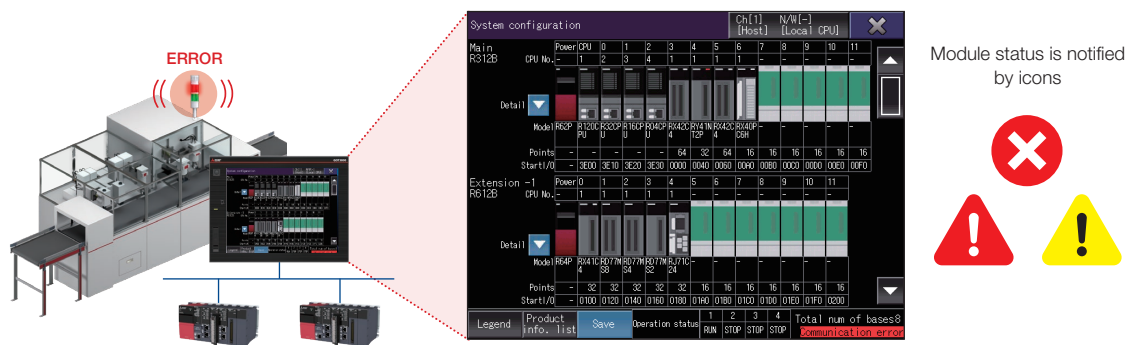 ERROR
System configuration
Ch[1] N/W[-]
[Host] [Local CPU]
Main Power CPU 0 1 2 3 4 5 6 7 8 9 10 11
R312B CPU No. - 1 2 3 4 1 1 1 1 - - - - -
Detail
Model R62P R120CPU R32CPU R16CPU R04CPU RX42C4 RY41NT2P RX42C4 RX40PC6H - - - - -
Points - 64 32 64 16 16 16 16 16 16
StartI/O - 3E00 3E10 3E20 3E30 0000 0040 0060 00A0 00B0 00C0 00D0 00E0 00F0
Extension -1 Power 0 1 2 3 4 5 6 7 8 9 10 11
R612B CPU No. - 1 1 1 1 1 - - - - - - -
Detail
Model R64P RX41C4 RD77MS8 RD77MS4 RD77MS2 RJ71C24 - - - - - - -
Points - 32 32 32 32 32 16 16 16 16 16 16 16
StartI/O - 0100 0120 0140 0160 0180 01A0 01B0 01C0 01D0 01E0 01F0 0200
Legend Product info. list Save Operation status 1 2 3 4 Total num of bases8
RUN STOP STOP STOP Communication error
Module status is notified
by icons